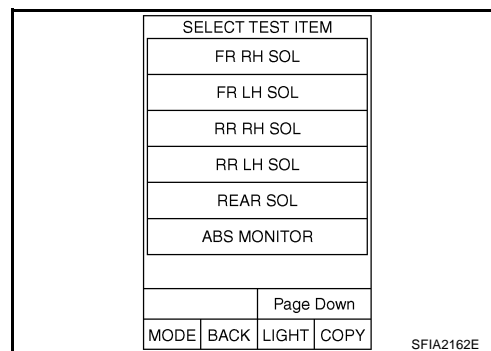 SELECT TEST ITEM
FR RH SOL
FR LH SOL
RR RH SOL
RR LH SOL
REAR SOL
ABS MONITOR
Page Down
MODE BACK LIGHT COPY
SFIA2162E